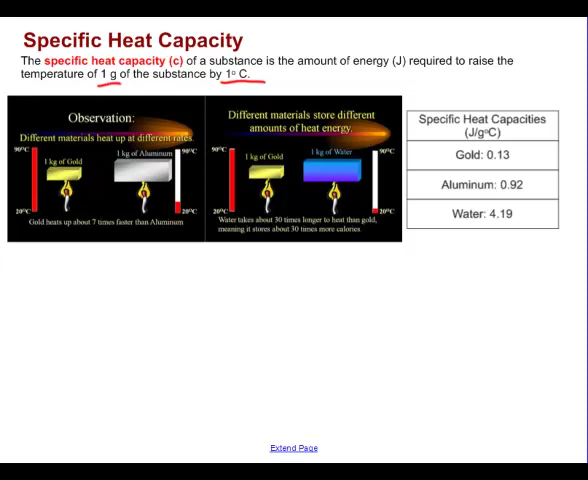 Specific Heat Capacity
The specific heat capacity (c) of a substance is the amount of energy (J) required to raise the
temperature of 1 g of the substance by 1° C.
Observation:
Different materials heat up at different rates
90°C
1 kg of Gold
1 kg of Aluminum
90°C
20°C
20°C
Gold heats up about 7 times faster than Aluminum
Different materials store different
amounts of heat energy.
90°C
1 kg of Gold
1 kg of Water
90°C
20°C
20°C
Water takes about 30 times longer to heat than gold,
meaning it stores about 30 times more calories
Specific Heat Capacities
(J/g°C)
Gold: 0.13
Aluminum: 0.92
Water: 4.19
Extend Page